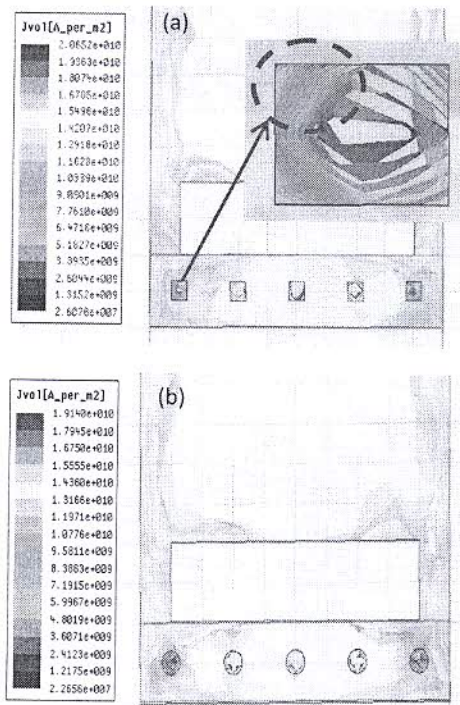 (a)
Jvol[A_per_m2]
2.0652e+010
1.9363e+010
1.8074e+010
1.6785e+010
1.5496e+010
1.4207e+010
1.2918e+010
1.1628e+010
1.0339e+010
9.0501e+009
7.7610e+009
6.4718e+009
5.1827e+009
3.8935e+009
2.6044e+009
1.3152e+009
2.6076e+007
(b)
Jvol[A_per_m2]
1.9140e+010
1.7945e+010
1.6750e+010
1.5555e+010
1.4360e+010
1.3166e+010
1.1971e+010
1.0776e+010
9.5811e+009
8.3863e+009
7.1915e+009
5.9967e+009
4.8019e+009
3.6071e+009
2.4123e+009
1.2175e+009
2.2656e+007